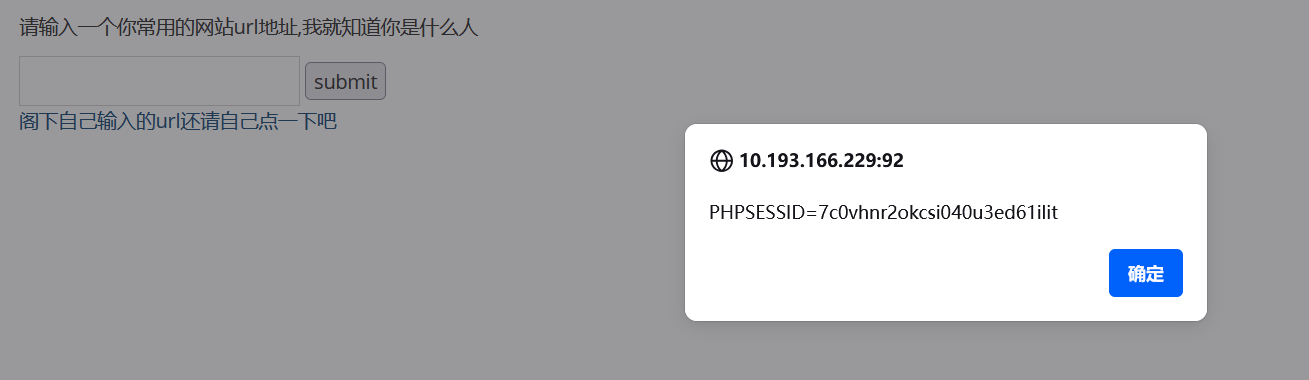 请输入一个你常用的网站url地址,我就知道你是什么人
submit
阁下自己输入的url还请自己点一下吧
10.193.166.229:92
PHPSESSID=7c0vhnr2okcsi040u3ed61ilit
确定